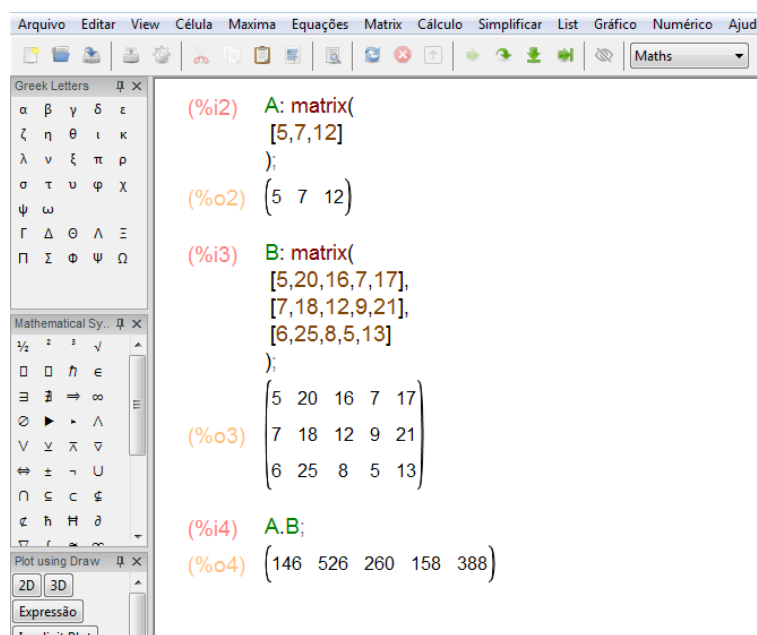 Arquivo Editar View Célula Maxima Equações Matrix Cálculo Simplificar List Gráfico Numérico Ajud
Maths
Greek Letters
α β γ δ ε
ζ η θ ι κ
λ ν ξ π ρ
σ τ υ φ χ
ψ ω
Γ Δ Θ Λ Ξ
Π Σ Φ Ψ Ω
Mathematical Sy..
½ ² ³ √
ℏ ∈
∃ ∄ ⇒ ∞
∅ ▶ ▸ ⋀
⋁ ⊻ ⊼ ⊽
⇔ ± ¬ ⋃
⋂ ⊆ ⊂ ⊈
⊄ ħ Ħ ∂
Plot using Draw
2D 3D
Expressão
(%i2) A: matrix(
[5,7,12]
);
(%o2) (5 7 12)
(%i3) B: matrix(
[5,20,16,7,17],
[7,18,12,9,21],
[6,25,8,5,13]
);
5 20 16 7 17
(%o3) 7 18 12 9 21
6 25 8 5 13
(%i4) A.B;
(%o4) (146 526 260 158 388)